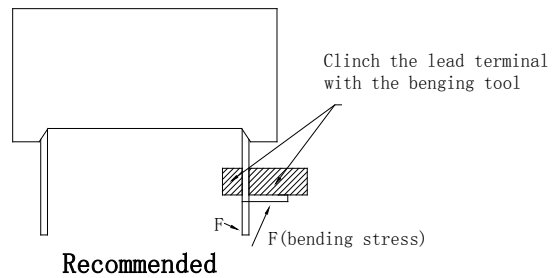 Clinch the lead terminal
with the benging tool
F
F(bending stress)
Recommended